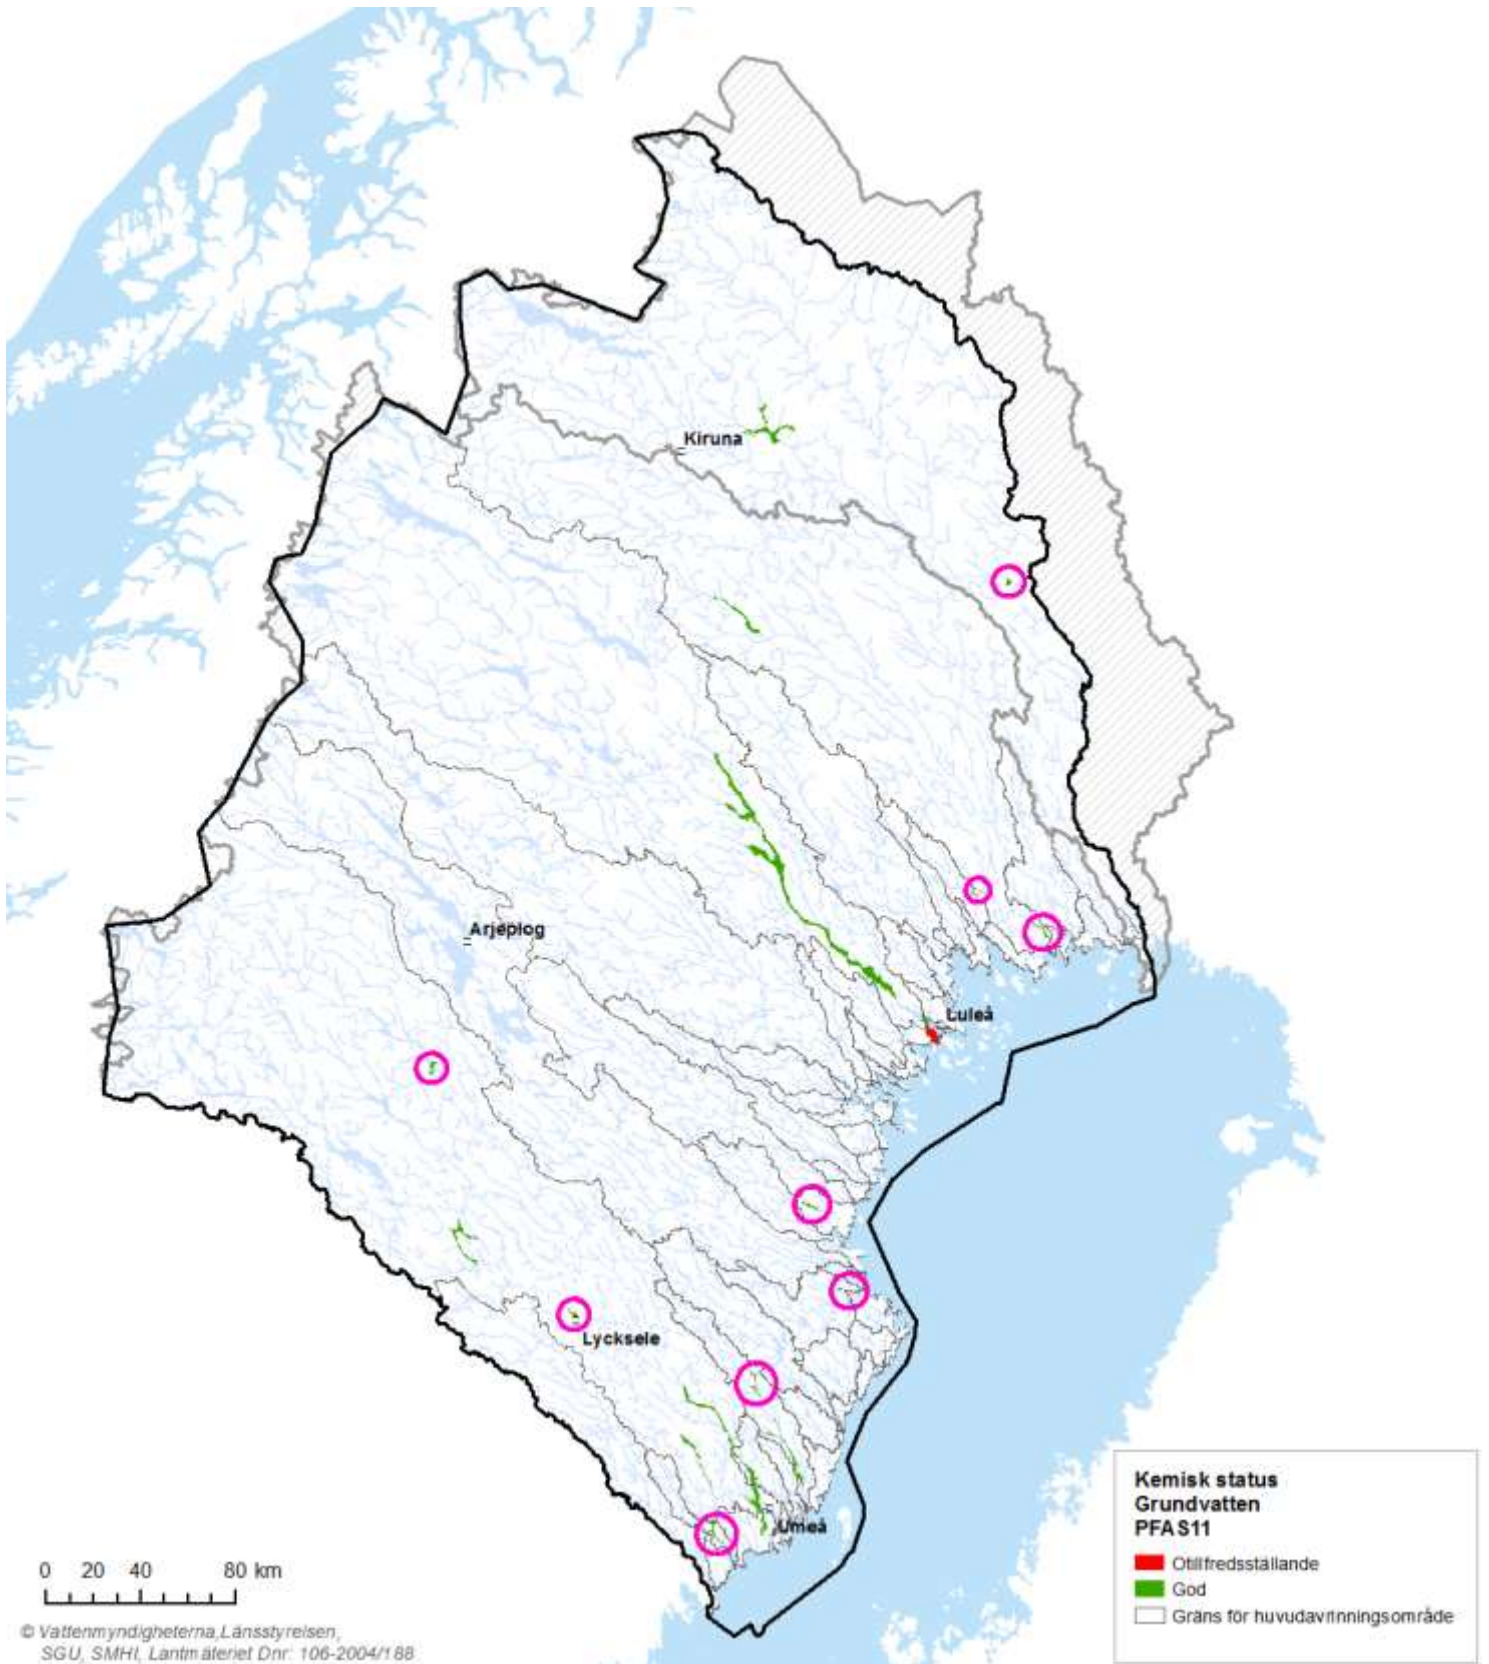 Kiruna
Arjeplog
Luleå
Lycksele
Umeå
Kemisk status
Grundvatten
PFAS11
Otillfredsställande
God
Gräns för huvudavrinningsområde
0 20 40 80 km
© Vattenmyndigheterna,Länsstyrelsen,
SGU, SMHI, Lantmäteriet Dnr: 106-2004/188